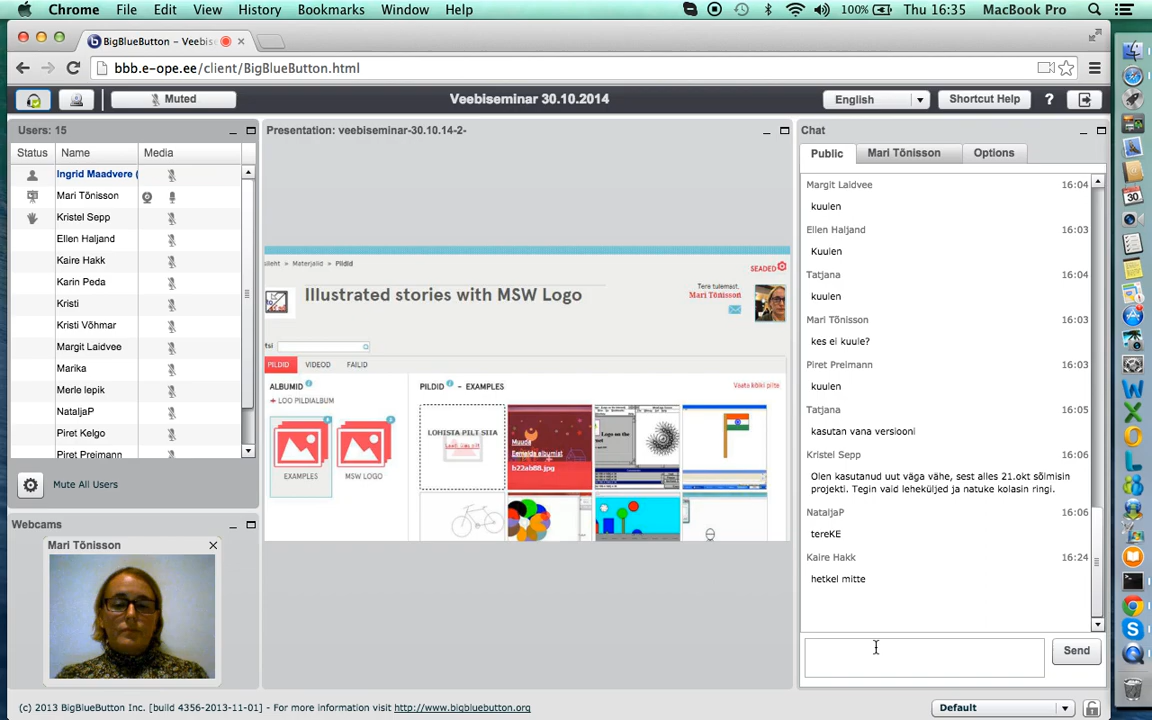 Chrome File Edit View History Bookmarks Window Help 100% Thu 16:35 MacBook Pro
BigBlueButton – Veebise
bbb.e-ope.ee/client/BigBlueButton.html
Muted Veebiseminar 30.10.2014 English Shortcut Help ?
Users: 15
Status Name Media
Ingrid Maadvere (
Mari Tõnisson
Kristel Sepp
Ellen Haljand
Kaire Hakk
Karin Peda
Kristi
Kristi Võhmar
Margit Laidvee
Marika
Merle lepik
NataljaP
Piret Kelgo
Piret Preimann
Mute All Users
Webcams
Mari Tõnisson
Presentation: veebiseminar-30.10.14-2-
sileht » Materjalid » Pildid
SEADED
Illustrated stories with MSW Logo
Tere tulemast,
Mari Tõnisson
tsi
PILDID VIDEOD FAILID
ALBUMID
+ LOO PILDIALBUM
EXAMPLES MSW LOGO
PILDID - EXAMPLES
Vaata kõiki pilte
LOHISTA PILT SIIA
Muuda
Eemalda albumist
b22ab88.jpg
Chat
Public Mari Tõnisson Options
Margit Laidvee 16:04
kuulen
Ellen Haljand 16:03
Kuulen
Tatjana 16:04
kuulen
Mari Tõnisson 16:03
kes ei kuule?
Piret Preimann 16:03
kuulen
Tatjana 16:05
kasutan vana versiooni
Kristel Sepp 16:06
Olen kasutanud uut väga vähe, sest alles 21.okt sõlmisin
projekti. Tegin vaid leheküljed ja natuke kolasin ringi.
NataljaP 16:06
tereKE
Kaire Hakk 16:24
hetkel mitte
Send
(c) 2013 BigBlueButton Inc. [build 4356-2013-11-01] - For more information visit http://www.bigbluebutton.org
Default